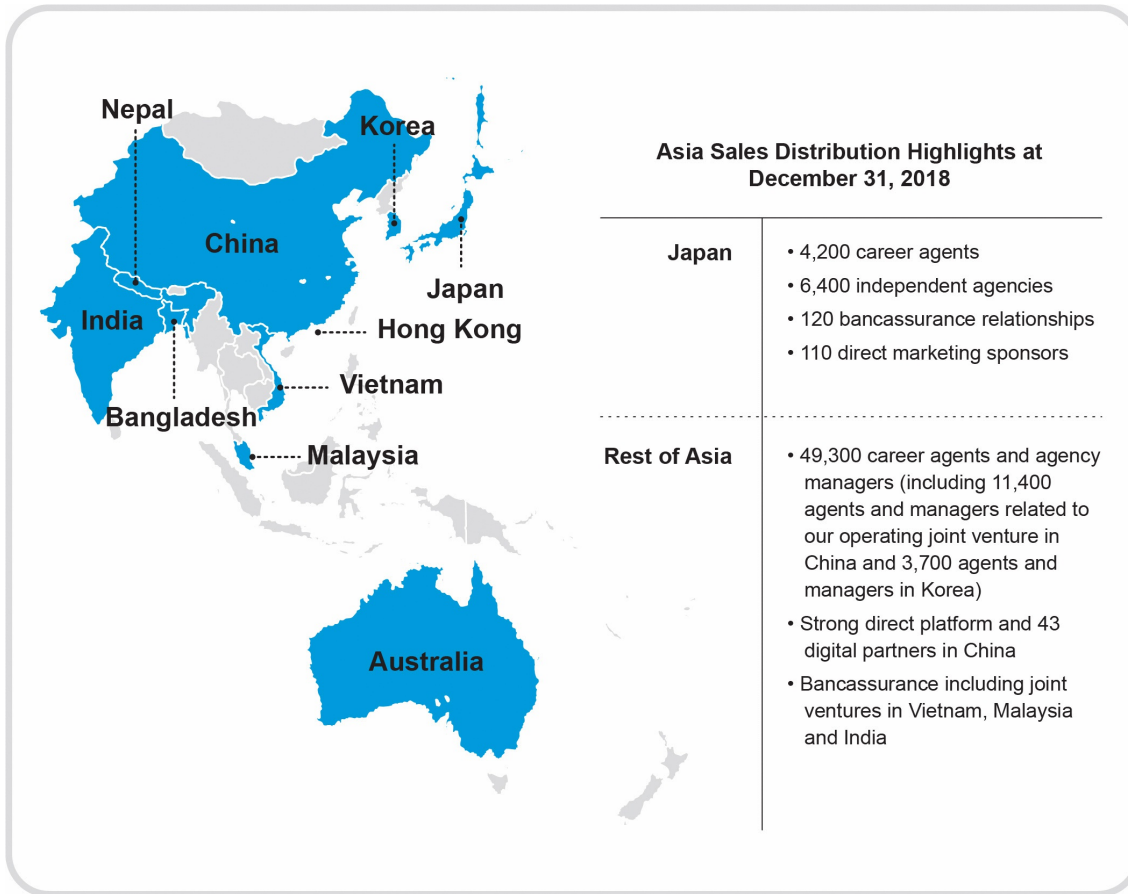 Nepal
Korea
China
Japan
India
Hong Kong
Vietnam
Bangladesh
Malaysia
Australia
Asia Sales Distribution Highlights at
December 31, 2018
Japan
• 4,200 career agents
• 6,400 independent agencies
• 120 bancassurance relationships
• 110 direct marketing sponsors
Rest of Asia
• 49,300 career agents and agency
managers (including 11,400
agents and managers related to
our operating joint venture in
China and 3,700 agents and
managers in Korea)
• Strong direct platform and 43
digital partners in China
• Bancassurance including joint
ventures in Vietnam, Malaysia
and India